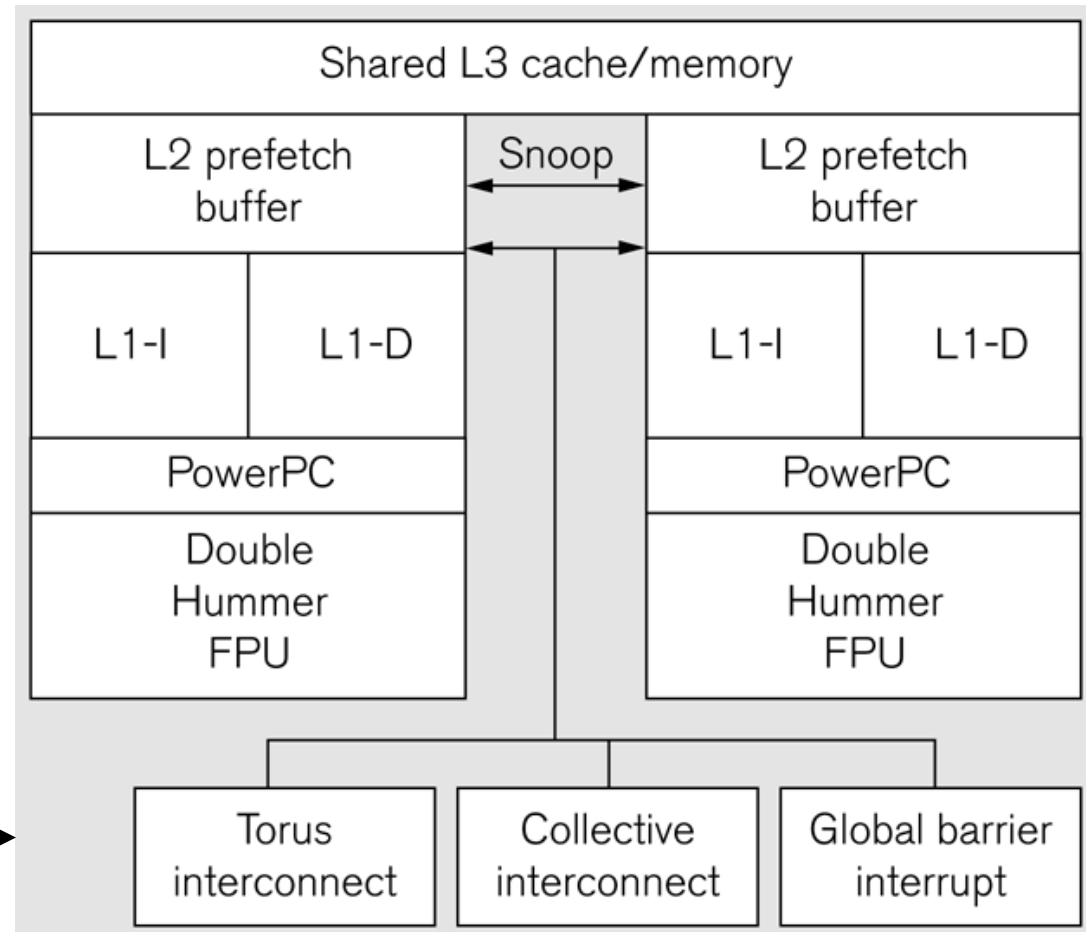 Shared L3 cache/memory
L2 prefetch
buffer
Snoop
L2 prefetch
buffer
L1-I
L1-D
L1-I
L1-D
PowerPC
PowerPC
Double
Hummer
FPU
Double
Hummer
FPU
Torus
interconnect
Collective
interconnect
Global barrier
interrupt